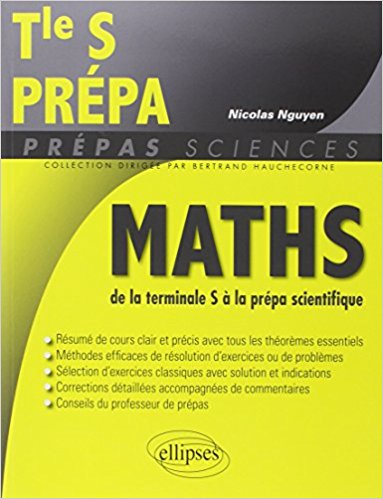 Tle S
PRÉPA
Nicolas Nguyen
PRÉPAS SCIENCES
COLLECTION DIRIGÉE PAR BERTRAND HAUCHECORNE
MATHS
de la terminale S à la prépa scientifique
• Résumé de cours clair et précis avec tous les théorèmes essentiels
• Méthodes efficaces de résolution d'exercices ou de problèmes
• Sélection d'exercices classiques avec solution et indications
• Corrections détaillées accompagnées de commentaires
• Conseils du professeur de prépas
ellipses